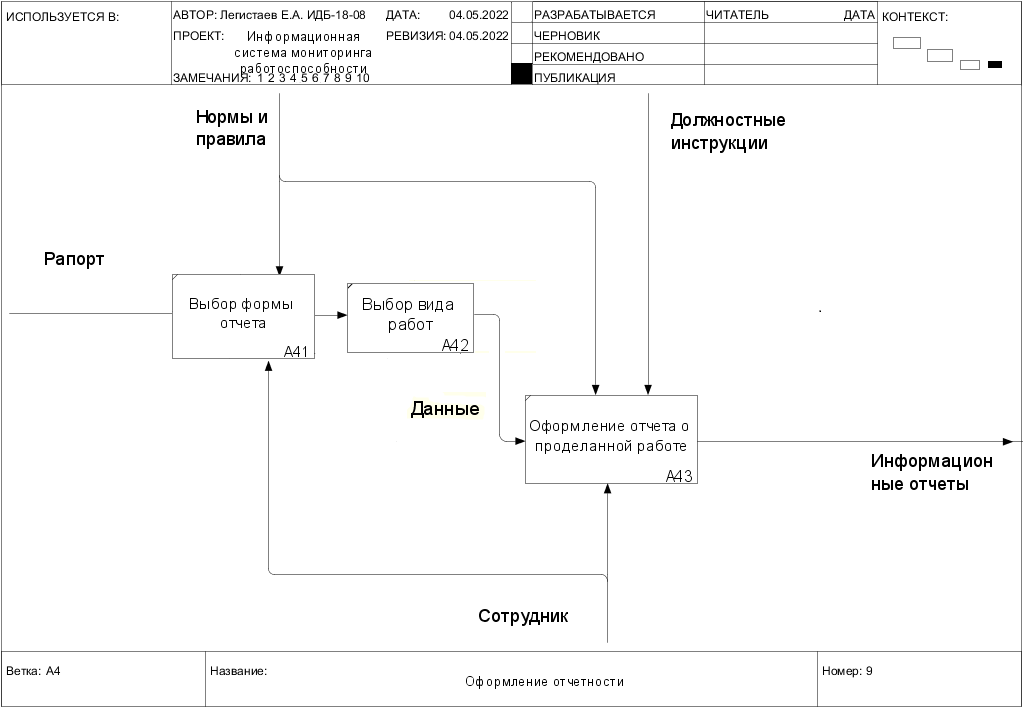 ИСПОЛЬЗУЕТСЯ В:
АВТОР: Легистаев Е.А. ИДБ-18-08
ДАТА: 04.05.2022
ПРОЕКТ: Информационная
система мониторинга
работоспособности
РЕВИЗИЯ: 04.05.2022
ЗАМЕЧАНИЯ: 1 2 3 4 5 6 7 8 9 10
РАЗРАБАТЫВАЕТСЯ
ЧЕРНОВИК
РЕКОМЕНДОВАНО
ПУБЛИКАЦИЯ
ЧИТАТЕЛЬ ДАТА
КОНТЕКСТ:
Нормы и
правила
Должностные
инструкции
Рапорт
Выбор формы
отчета
A41
Выбор вида
работ
A42
Данные
Оформление отчета о
проделанной работе
A43
Информацион
ные отчеты
Сотрудник
Ветка: A4
Название:
Оформление отчетности
Номер: 9